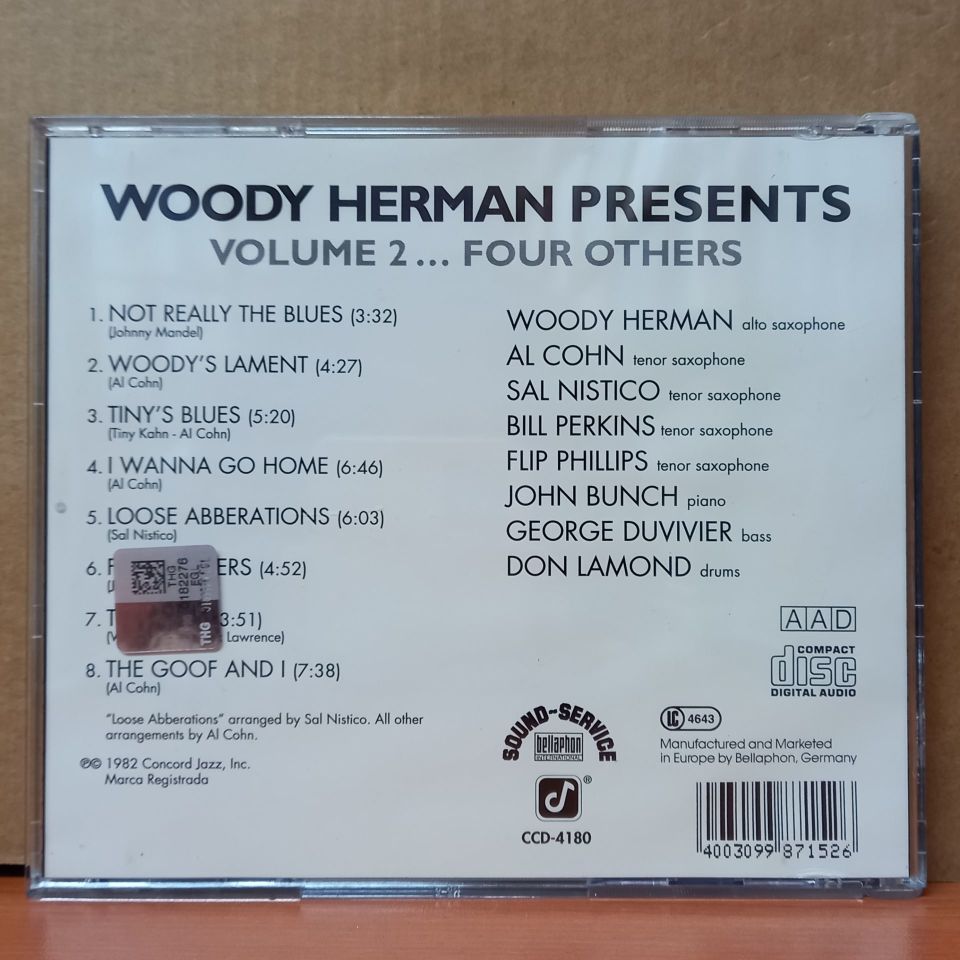 WOODY HERMAN PRESENTS
VOLUME 2... FOUR OTHERS
1. NOT REALLY THE BLUES (3:32)
(Johnny Mandel)
2. WOODY'S LAMENT (4:27)
(Al Cohn)
3. TINY'S BLUES (5:20)
(Tiny Kahn - Al Cohn)
4. I WANNA GO HOME (6:46)
(Al Cohn)
5. LOOSE ABBERATIONS (6:03)
(Sal Nistico)
6. (4:52)
7. 3:51)
Lawrence)
8. THE GOOF AND I (7:38)
(Al Cohn)
"Loose Abberations" arranged by Sal Nistico. All other
arrangements by Al Cohn.
℗© 1982 Concord Jazz, Inc.
Marca Registrada
WOODY HERMAN alto saxophone
AL COHN tenor saxophone
SAL NISTICO tenor saxophone
BILL PERKINS tenor saxophone
FLIP PHILLIPS tenor saxophone
JOHN BUNCH piano
GEORGE DUVIVIER bass
DON LAMOND drums
THG
0182276
TNG
AAD
COMPACT
disc
DIGITAL AUDIO
SOUND-SERVICE
bellaphon
INTERNATIONAL
LC 4643
Manufactured and Marketed
in Europe by Bellaphon, Germany
®
CCD-4180
4003099 871526